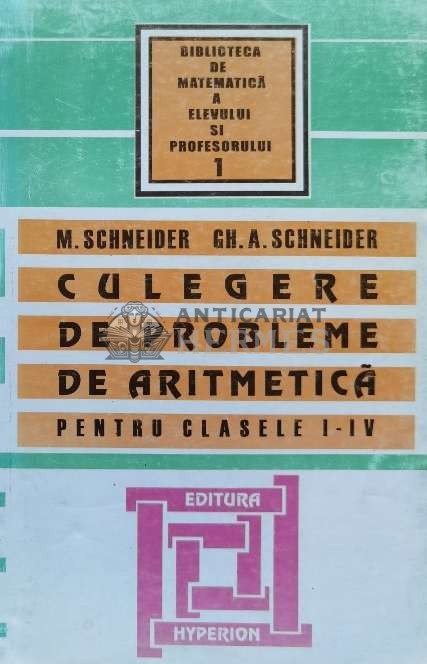 BIBLIOTECA
DE
MATEMATICĂ
A
ELEVULUI
SI
PROFESORULUI
1
M. SCHNEIDER GH. A. SCHNEIDER
CULEGERE
ANTICARIAT
DE PROBLEME
DE ARITMETICĂ
PENTRU CLASELE I-IV
EDITURA
HYPERION